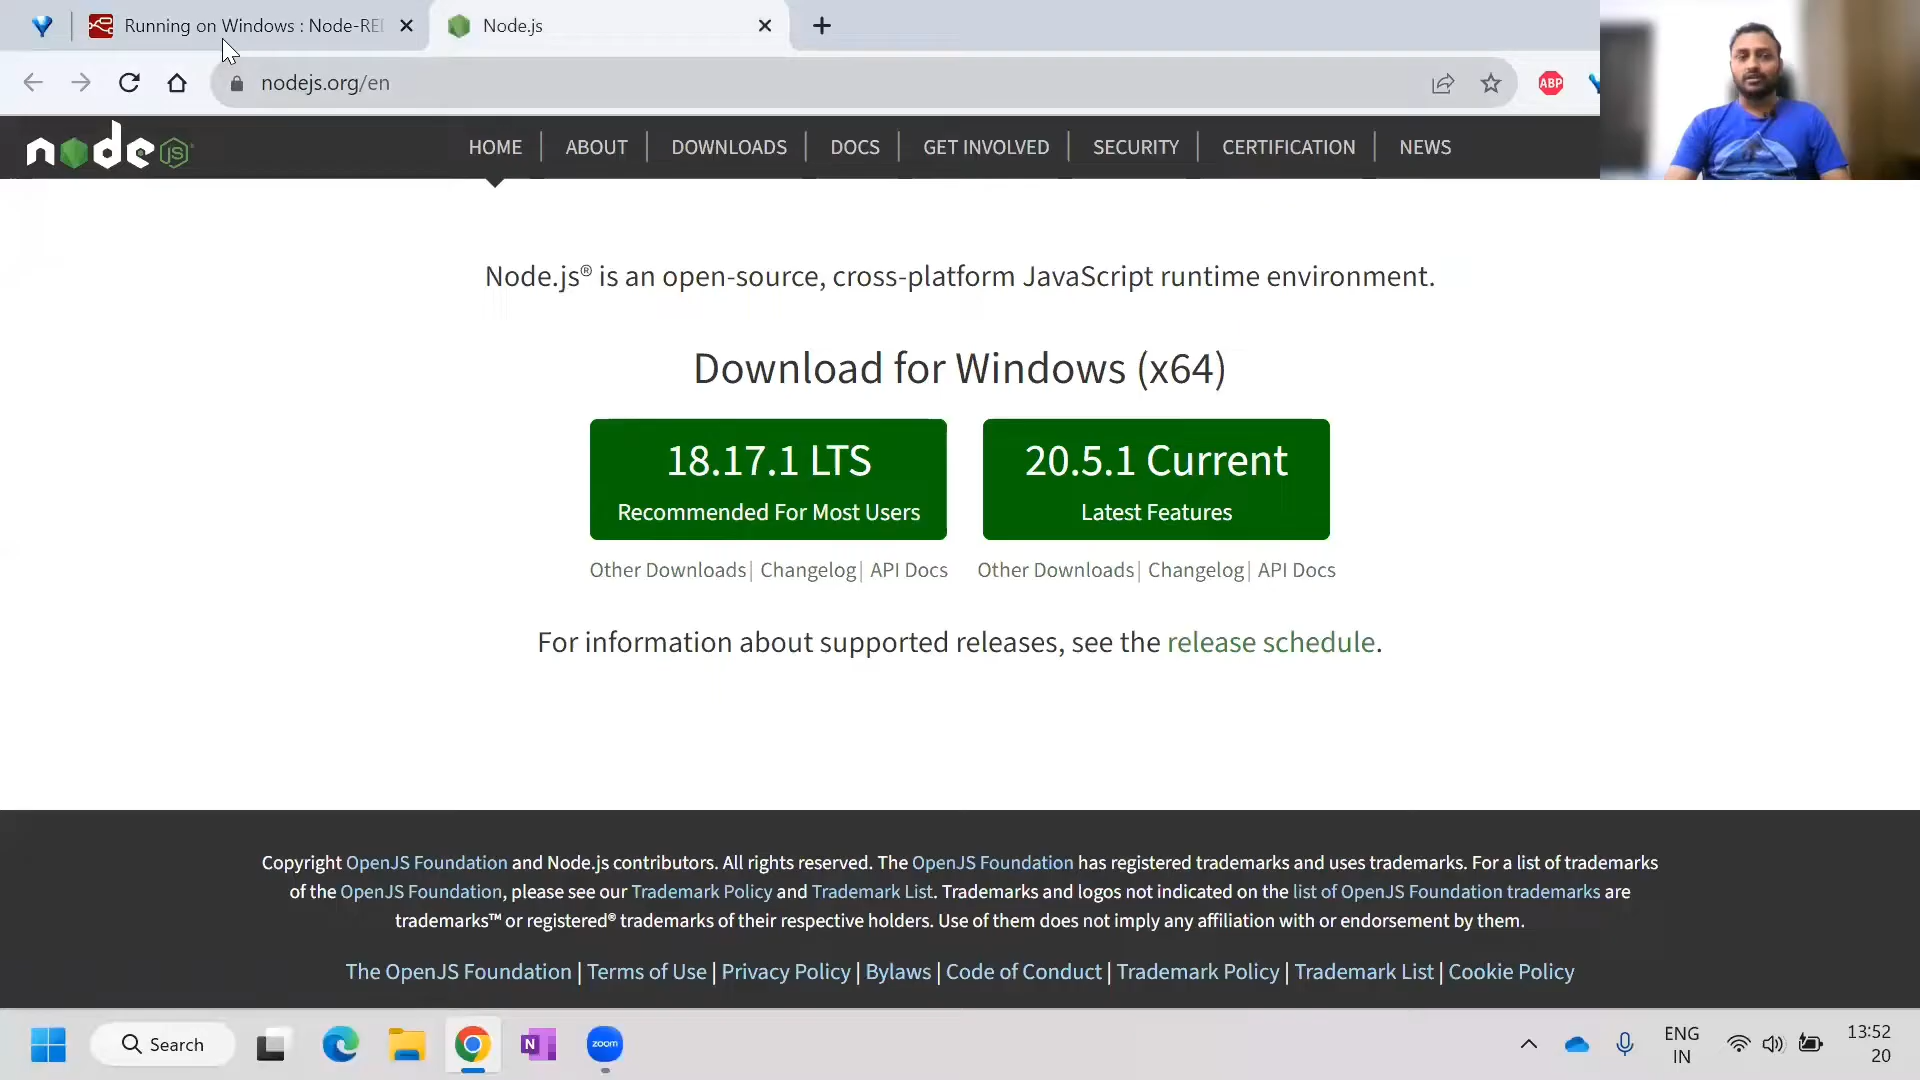 Running on Windows : Node-RE
Node.js
nodejs.org/en
ABP
node JS
HOME
ABOUT
DOWNLOADS
DOCS
GET INVOLVED
SECURITY
CERTIFICATION
NEWS
Node.js® is an open-source, cross-platform JavaScript runtime environment.
Download for Windows (x64)
18.17.1 LTS
Recommended For Most Users
20.5.1 Current
Latest Features
Other Downloads | Changelog | API Docs
Other Downloads | Changelog | API Docs
For information about supported releases, see the release schedule.
Copyright OpenJS Foundation and Node.js contributors. All rights reserved. The OpenJS Foundation has registered trademarks and uses trademarks. For a list of trademarks
of the OpenJS Foundation, please see our Trademark Policy and Trademark List. Trademarks and logos not indicated on the list of OpenJS Foundation trademarks are
trademarks™ or registered® trademarks of their respective holders. Use of them does not imply any affiliation with or endorsement by them.
The OpenJS Foundation | Terms of Use | Privacy Policy | Bylaws | Code of Conduct | Trademark Policy | Trademark List | Cookie Policy
Search
N
zoom
ENG
IN
13:52
20